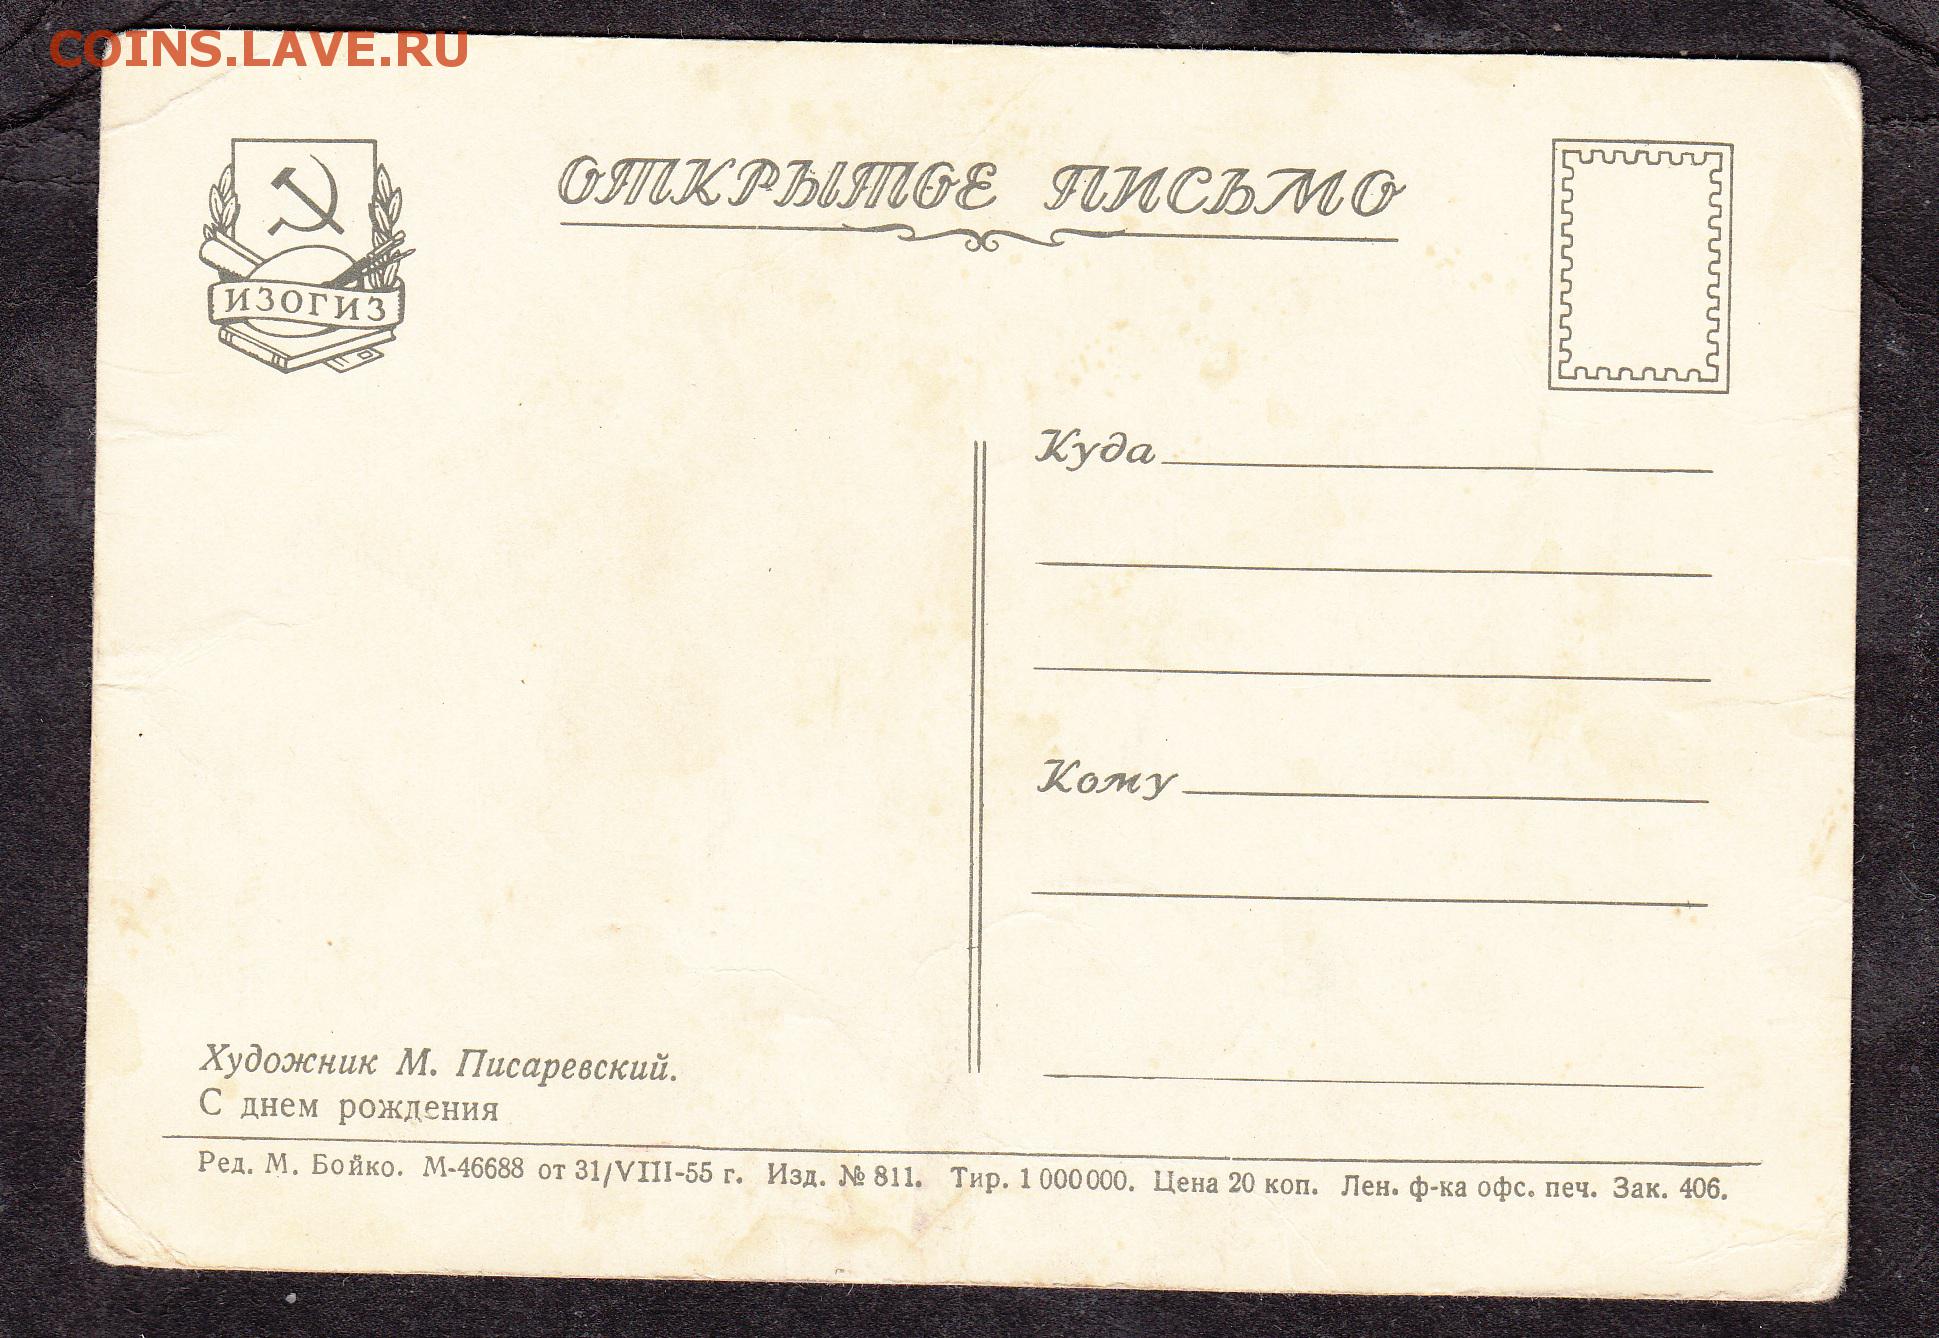 COINS.LAVE.RU
ОТКРЫТОЕ ПИСЬМО
ИЗОГИЗ
Куда
Кому
Художник М. Писаревский.
С днем рождения
Ред. М. Бойко. М-46688 от 31/VIII-55 г. Изд. № 811. Тир. 1 000 000. Цена 20 коп. Лен. ф-ка офс. печ. Зак. 406.